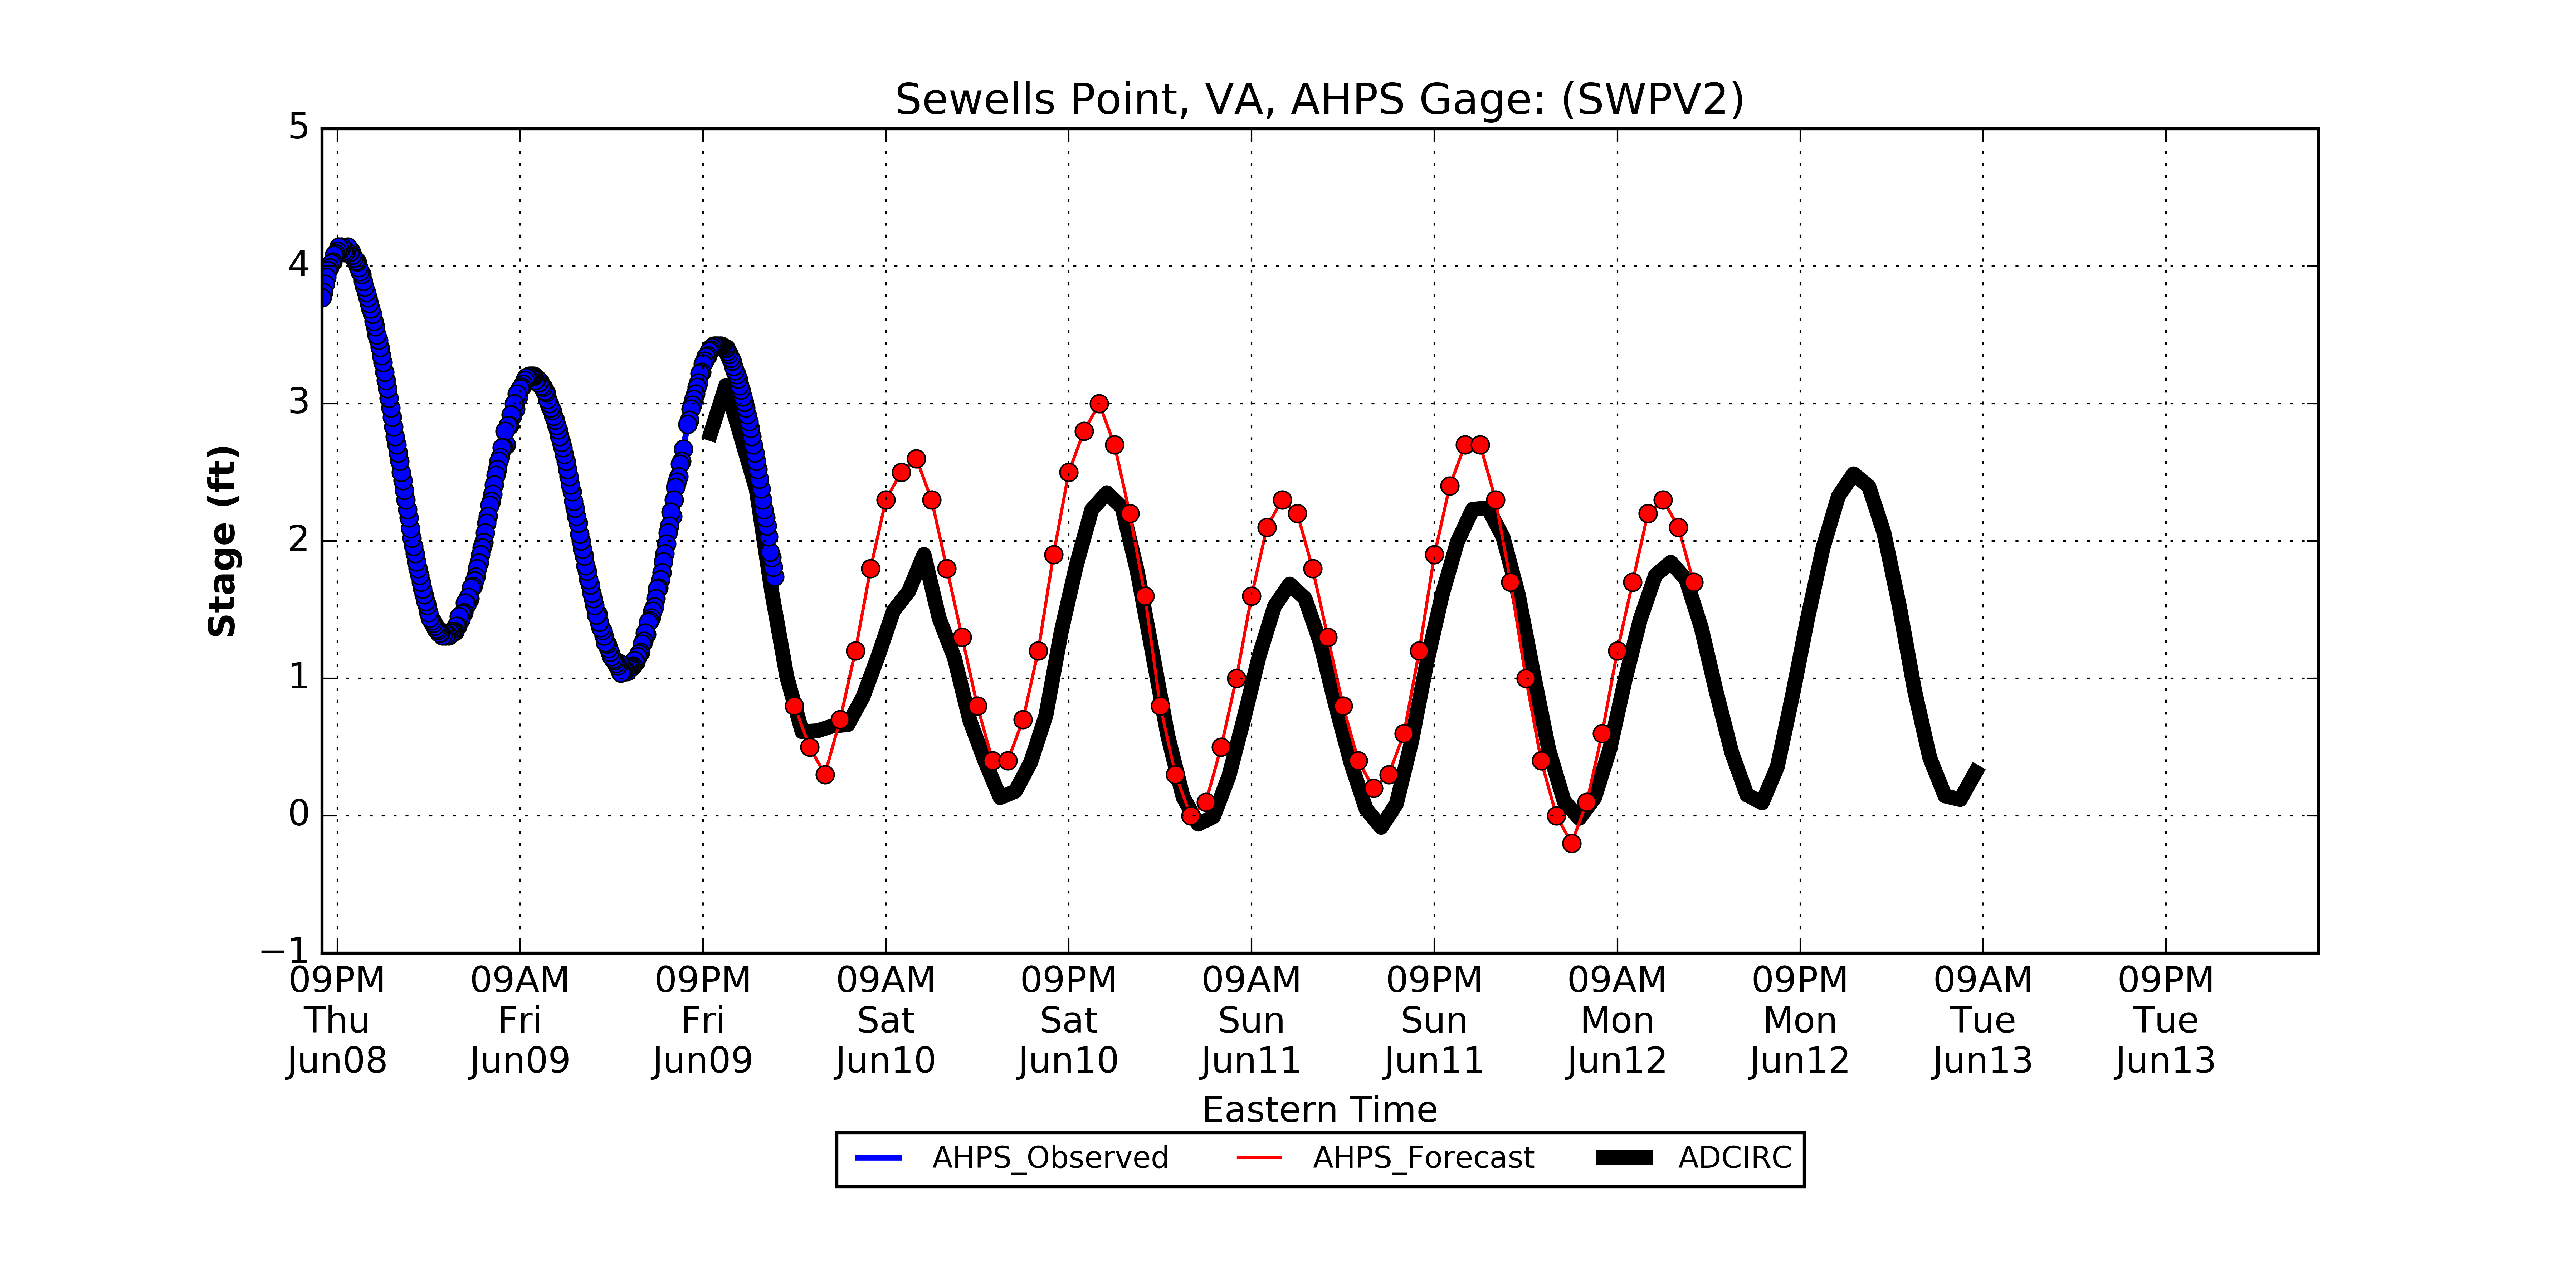 Sewells Point, VA, AHPS Gage: (SWPV2)
5
4
3
2
1
0
−1
Stage (ft)
09PM 09AM 09PM 09AM 09PM 09AM 09PM 09AM 09PM 09AM 09PM
Thu Fri Fri Sat Sat Sun Sun Mon Mon Tue Tue
Jun08 Jun09 Jun09 Jun10 Jun10 Jun11 Jun11 Jun12 Jun12 Jun13 Jun13
Eastern Time
AHPS_Observed AHPS_Forecast ADCIRC